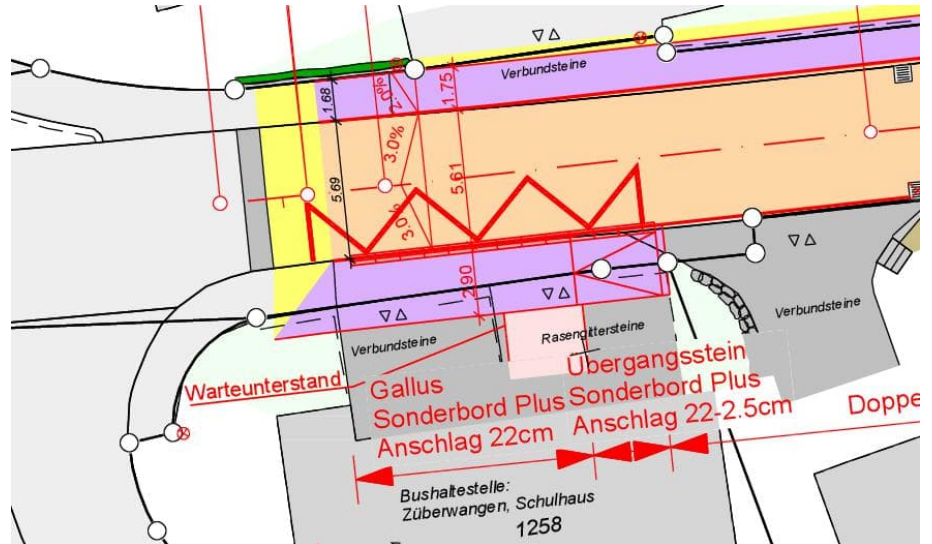 Verbundsteine
1.68
2.0%
1.75
3.0%
5.69
5.61
3.0%
2.90
Verbundsteine
Verbundsteine
Rasengittersteine
Warteunterstand
Gallus
Sonderbord Plus
Anschlag 22cm
Übergangsstein
Sonderbord Plus
Anschlag 22-2.5cm
Doppe
Bushaltestelle:
Züberwangen, Schulhaus
1258